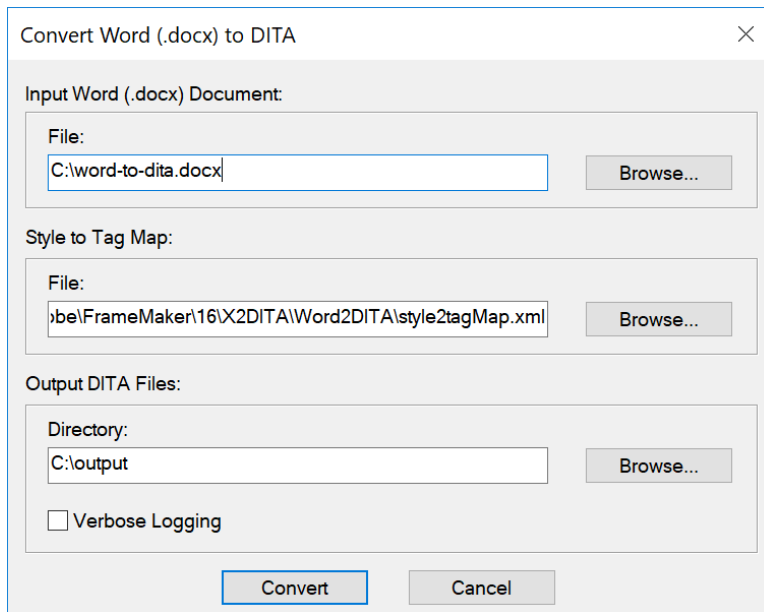 Convert Word (.docx) to DITA
Input Word (.docx) Document:
File:
C:\word-to-dita.docx
Browse...
Style to Tag Map:
File:
obe\FrameMaker\16\X2DITA\Word2DITA\style2tagMap.xml
Browse...
Output DITA Files:
Directory:
C:\output
Browse...
Verbose Logging
Convert
Cancel